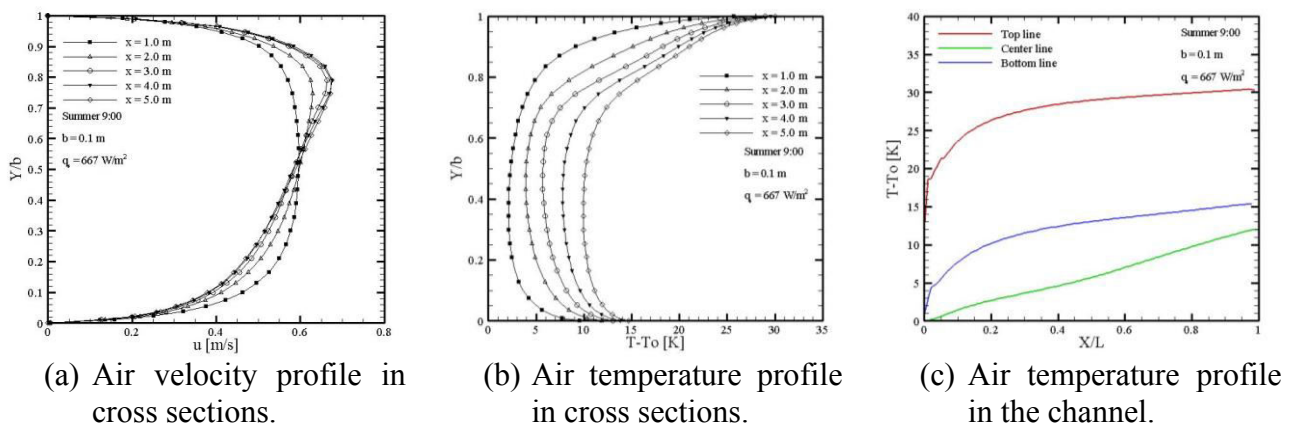 Y/b
1
0.9
0.8
0.7
0.6
0.5
0.4
0.3
0.2
0.1
0
x = 1.0 m
x = 2.0 m
x = 3.0 m
x = 4.0 m
x = 5.0 m
Summer 9:00
b = 0.1 m
q = 667 W/m²
0 0.2 0.4 0.6 0.8
u [m/s]
(a) Air velocity profile in
cross sections.
Y/b
1
0.8
0.6
0.4
0.2
0
x = 1.0 m
x = 2.0 m
x = 3.0 m
x = 4.0 m
x = 5.0 m
Summer 9:00
b = 0.1 m
q = 667 W/m²
0 5 10 15 20 25 30 35
T-To [K]
(b) Air temperature profile
in cross sections.
T-To [K]
40
35
30
25
20
15
10
5
0
Top line
Center line
Bottom line
Summer 9:00
b = 0.1 m
q = 667 W/m²
0 0.2 0.4 0.6 0.8 1
X/L
(c) Air temperature profile
in the channel.